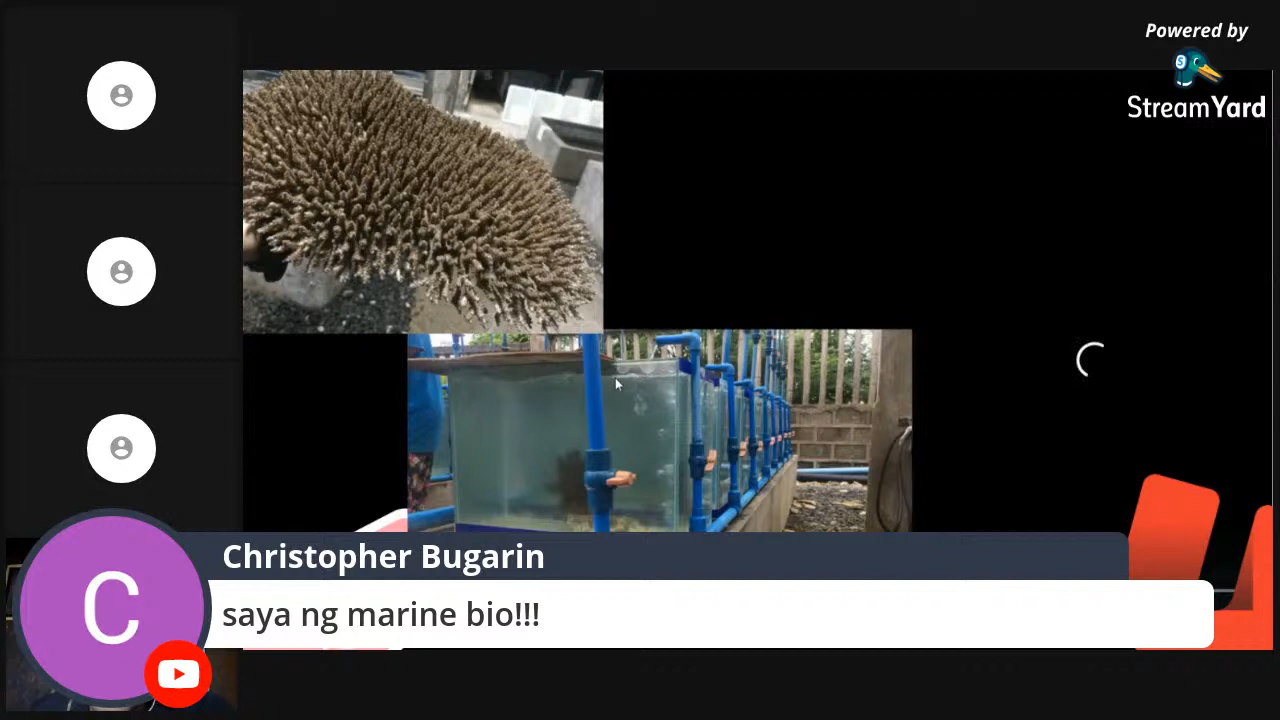 Powered by
StreamYard
Christopher Bugarin
saya ng marine bio!!!
C